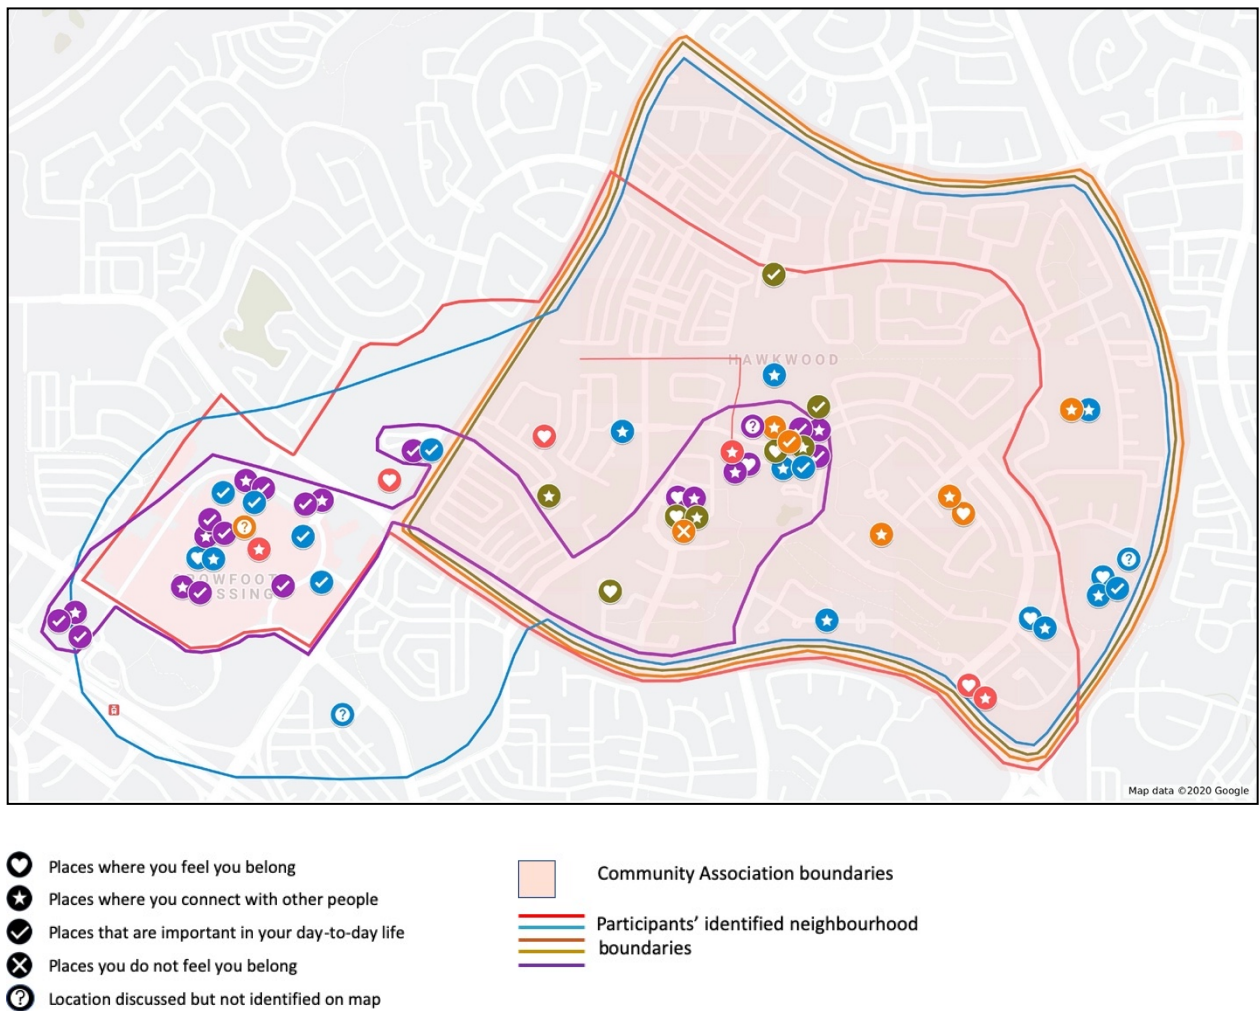 HAWKWOOD
Map data ©2020 Google
Places where you feel you belong
Places where you connect with other people
Places that are important in your day-to-day life
Places you do not feel you belong
Location discussed but not identified on map
Community Association boundaries
Participants' identified neighbourhood
boundaries